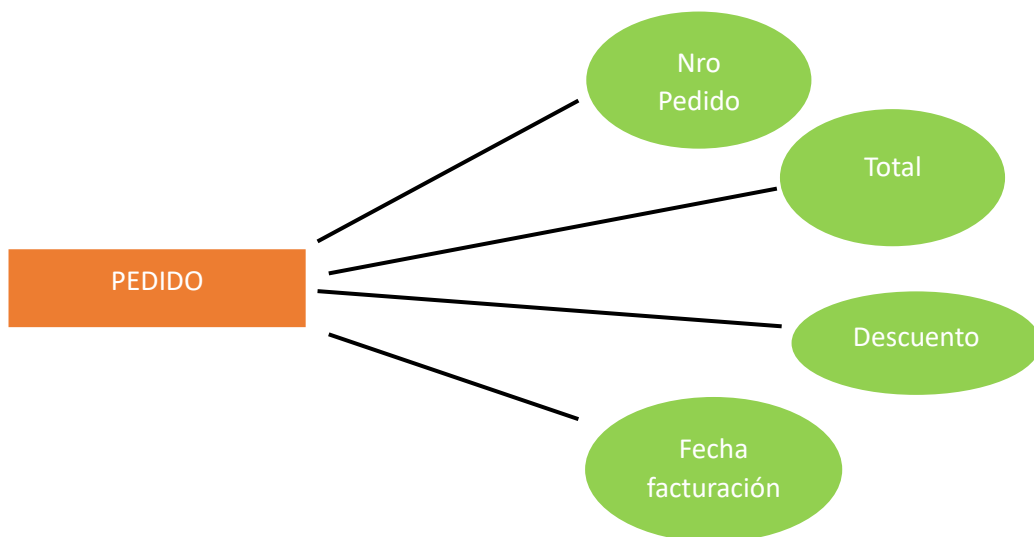 Nro
Pedido
Total
PEDIDO
Descuento
Fecha
facturación